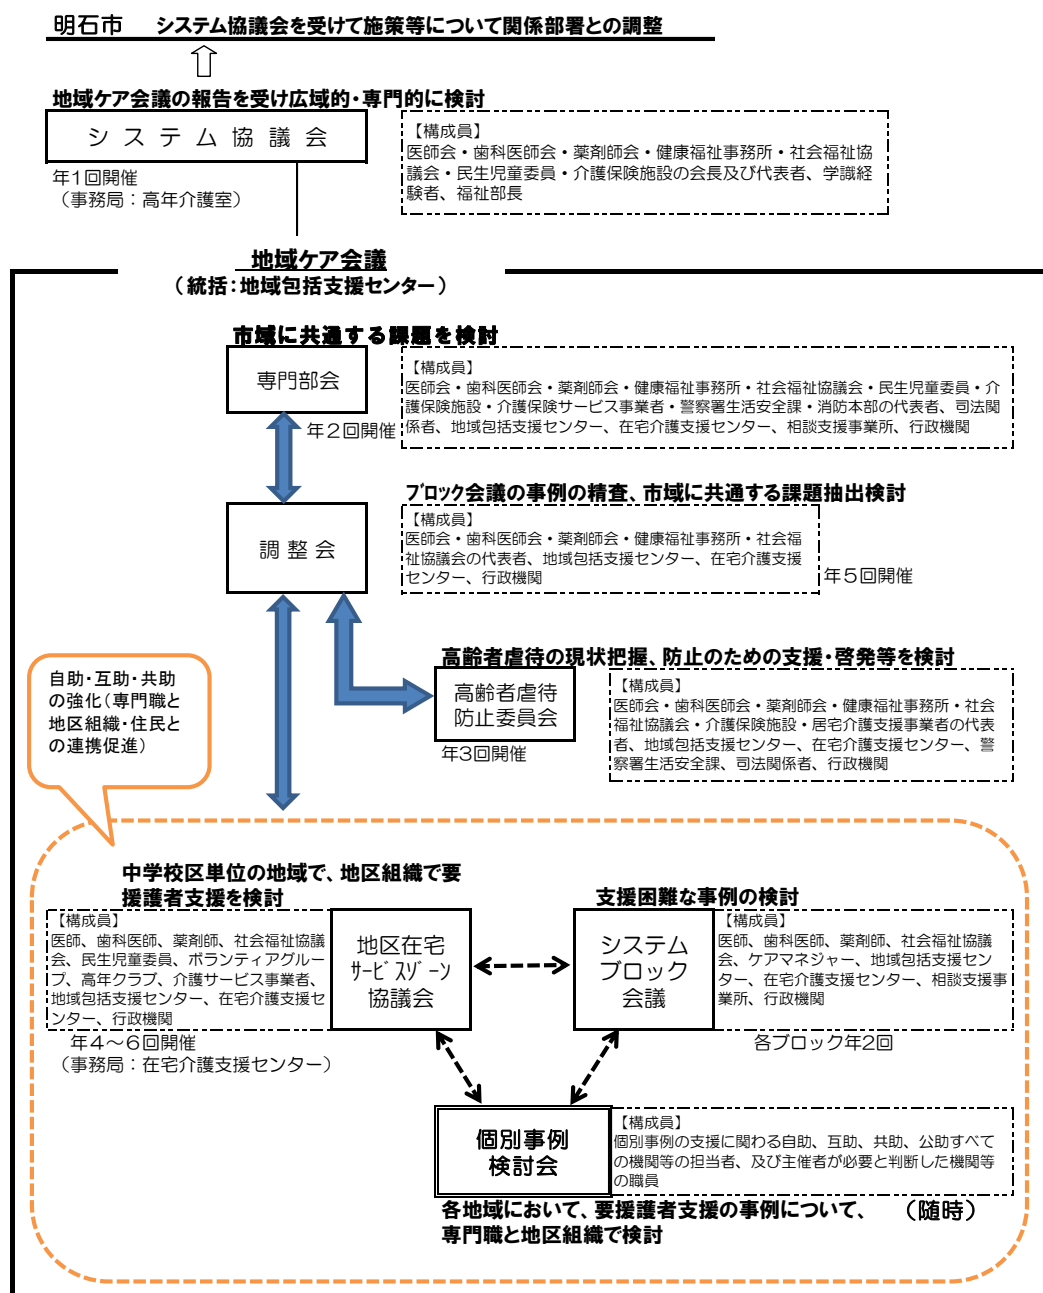 明石市　システム協議会を受けて施策等について関係部署との調整
地域ケア会議の報告を受け広域的・専門的に検討
システム協議会
年1回開催
（事務局：高年介護室）
【構成員】
医師会・歯科医師会・薬剤師会・健康福祉事務所・社会福祉協
議会・民生児童委員・介護保険施設の会長及び代表者、学識経
験者、福祉部長
地域ケア会議
（統括：地域包括支援センター）
市域に共通する課題を検討
専門部会
年２回開催
【構成員】
医師会・歯科医師会・薬剤師会・健康福祉事務所・社会福祉協議会・民生児童委員・介
護保険施設・介護保険サービス事業者・警察署生活安全課・消防本部の代表者、司法関
係者、地域包括支援センター、在宅介護支援センター、相談支援事業所、行政機関
ブロック会議の事例の精査、市域に共通する課題抽出検討
調整会
【構成員】
医師会・歯科医師会・薬剤師会・健康福祉事務所・社会福
祉協議会の代表者、地域包括支援センター、在宅介護支援
センター、行政機関
年５回開催
高齢者虐待の現状把握、防止のための支援・啓発等を検討
高齢者虐待
防止委員会
年3回開催
【構成員】
医師会・歯科医師会・薬剤師会・健康福祉事務所・社会
福祉協議会・介護保険施設・居宅介護支援事業者の代表
者、地域包括支援センター、在宅介護支援センター、警
察署生活安全課、司法関係者、行政機関
自助・互助・共助
の強化（専門職と
地区組織・住民と
の連携促進）
中学校区単位の地域で、地区組織で要
援護者支援を検討
【構成員】
医師、歯科医師、薬剤師、社会福祉協議
会、民生児童委員、ボランティアグルー
プ、高年クラブ、介護サービス事業者、
地域包括支援センター、在宅介護支援セ
ンター、行政機関
地区在宅
サービスゾーン
協議会
年４～６回開催
（事務局：在宅介護支援センター）
支援困難な事例の検討
システム
ブロック
会議
【構成員】
医師、歯科医師、薬剤師、社会福祉協議
会、ケアマネジャー、地域包括支援セン
ター、在宅介護支援センター、相談支援事
業所、行政機関
各ブロック年2回
個別事例
検討会
【構成員】
個別事例の支援に関わる自助、互助、共助、公助すべて
の機関等の担当者、及び主催者が必要と判断した機関等
の職員
各地域において、要援護者支援の事例について、　（随時）
専門職と地区組織で検討